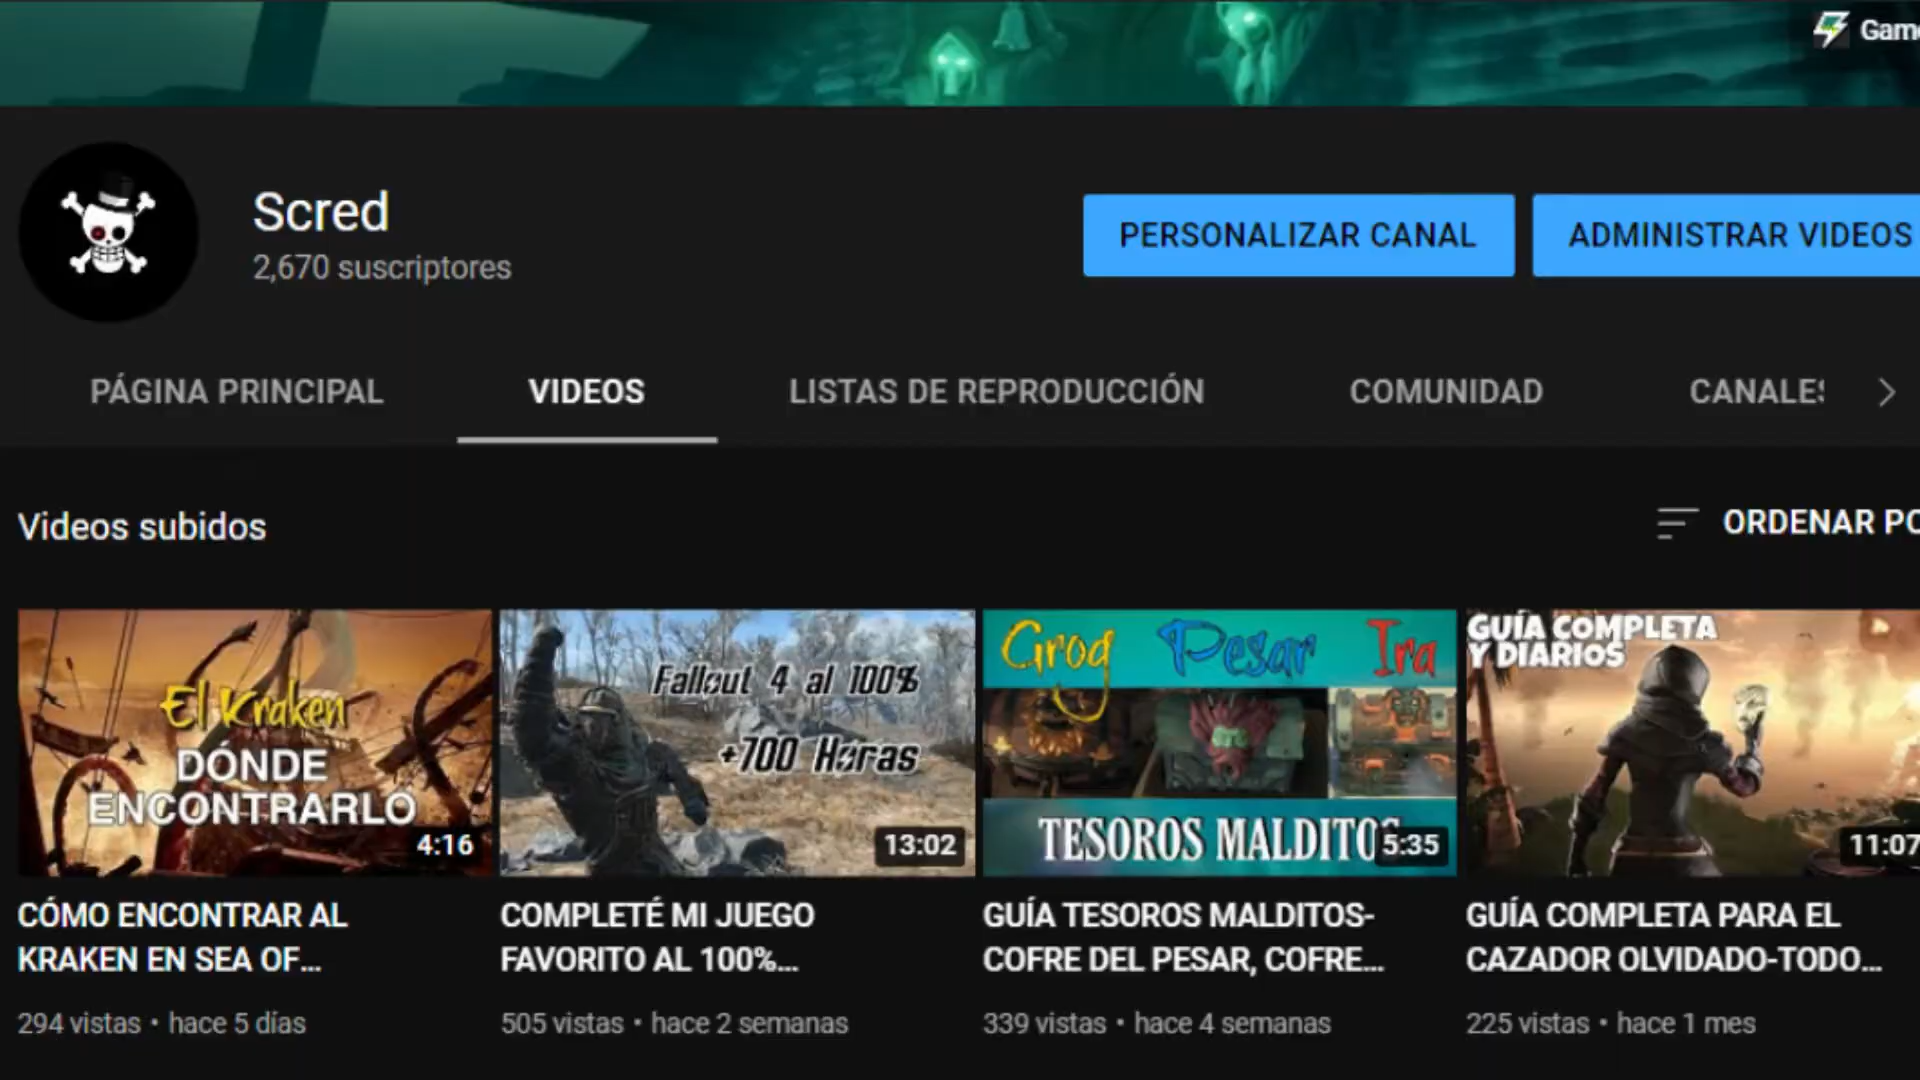 Scred
2,670 suscriptores
PERSONALIZAR CANAL
ADMINISTRAR VIDEOS
PÁGINA PRINCIPAL
VIDEOS
LISTAS DE REPRODUCCIÓN
COMUNIDAD
CANALES
Videos subidos
ORDENAR
El Kraken
DÓNDE
ENCONTRARLO
4:16
Fallout 4 al 100%
+700 Horas
13:02
Grog Pesar Ira
TESOROS MALDITOS
5:35
GUÍA COMPLETA
Y DIARIOS
11:07
CÓMO ENCONTRAR AL
KRAKEN EN SEA OF...
294 vistas • hace 5 días
COMPLETÉ MI JUEGO
FAVORITO AL 100%...
505 vistas • hace 2 semanas
GUÍA TESOROS MALDITOS-
COFRE DEL PESAR, COFRE...
339 vistas • hace 4 semanas
GUÍA COMPLETA PARA EL
CAZADOR OLVIDADO-TODO...
225 vistas • hace 1 mes